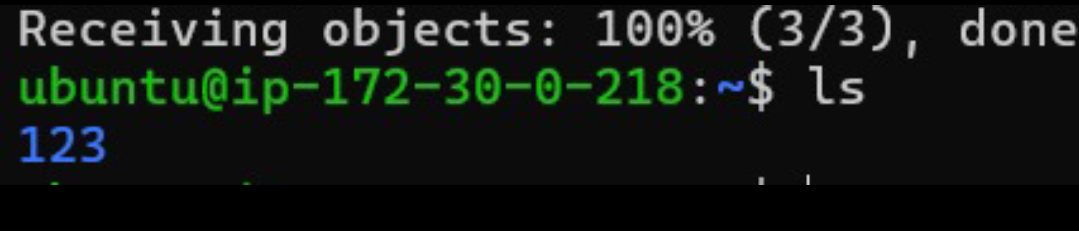 Receiving objects: 100% (3/3), done
ubuntu@ip-172-30-0-218:~$ ls
123